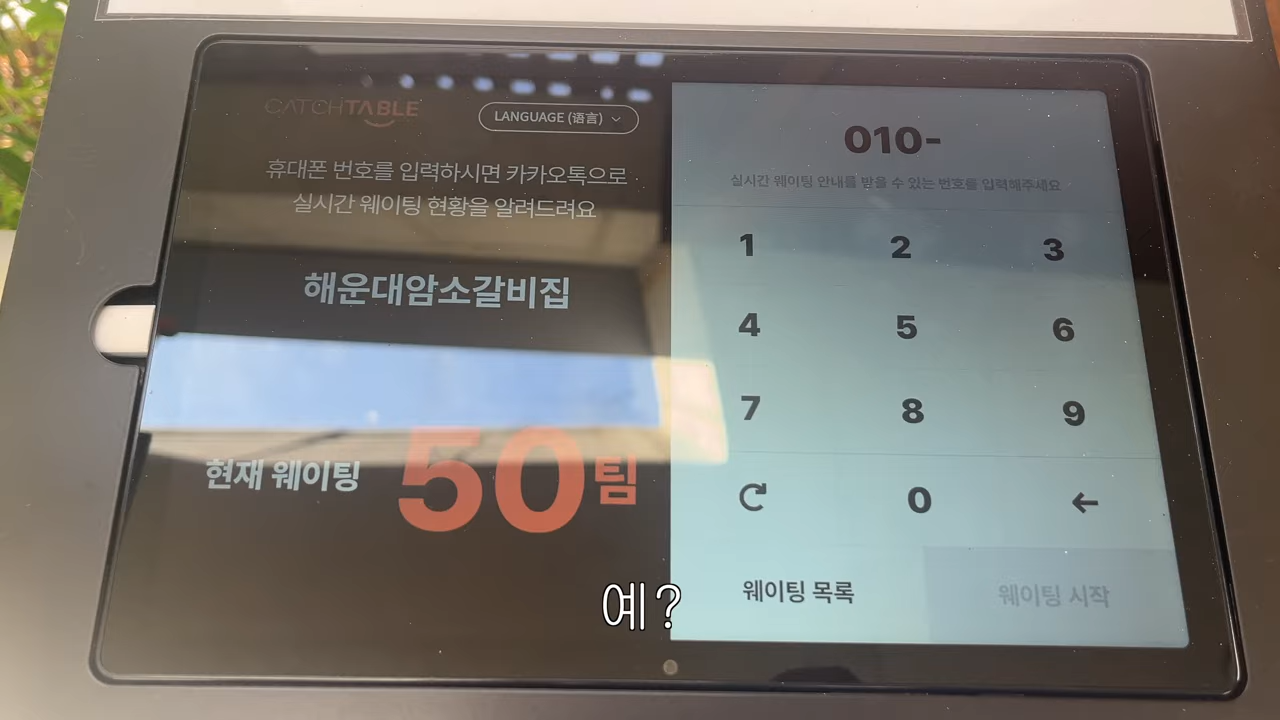 CATCHTABLE
LANGUAGE (语言)
휴대폰 번호를 입력하시면 카카오톡으로
실시간 웨이팅 현황을 알려드려요
해운대암소갈비집
현재 웨이팅 50팀
010-
실시간 웨이팅 안내를 받을 수 있는 번호를 입력해주세요
1 2 3
4 5 6
7 8 9
0
웨이팅 목록 웨이팅 시작
예?